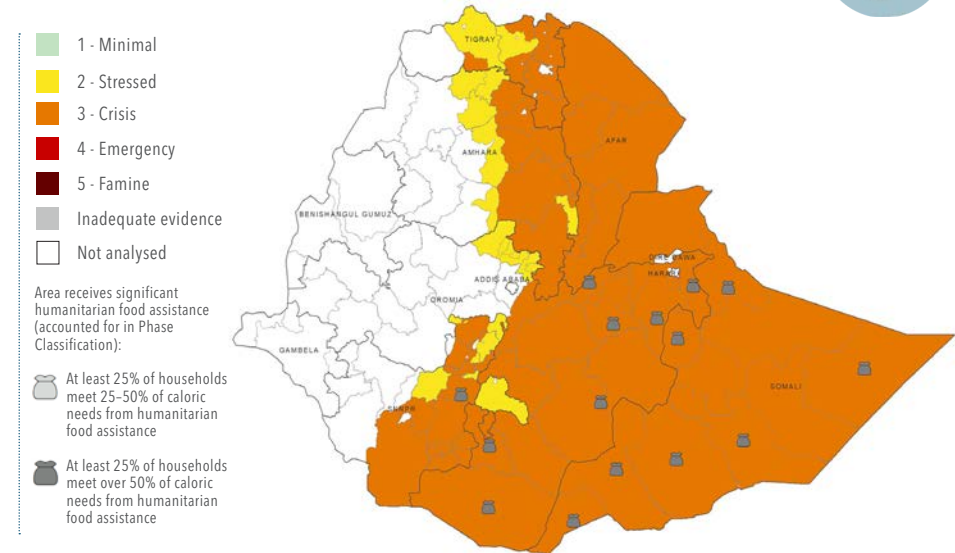 1 - Minimal
2 - Stressed
3 - Crisis
4 - Emergency
5 - Famine
Inadequate evidence
Not analysed
Area receives significant
humanitarian food assistance
(accounted for in Phase
Classification):
At least 25% of households
meet 25–50% of caloric
needs from humanitarian
food assistance
At least 25% of households
meet over 50% of caloric
needs from humanitarian
food assistance
TIGRAY
AFAR
AMHARA
BENISHANGUL GUMUZ
DIRE DAWA
ADDIS ABABA
OROMIA
GAMBELA
SOMALI